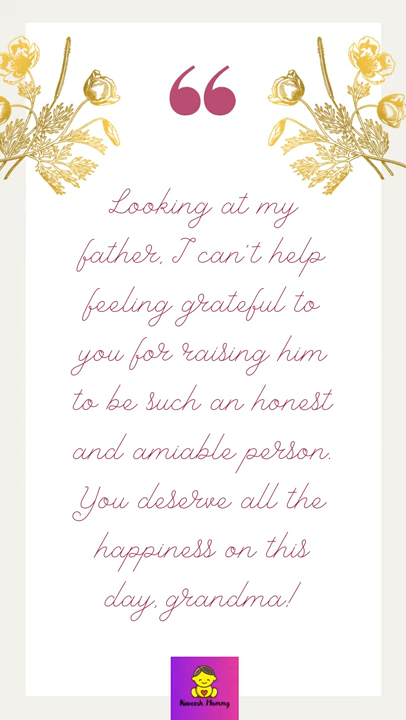 “
Looking at my
father, I can't help
feeling grateful to
you for raising him
to be such an honest
and amiable person.
You deserve all the
happiness on this
day, grandma!
Kuveesh Mommy